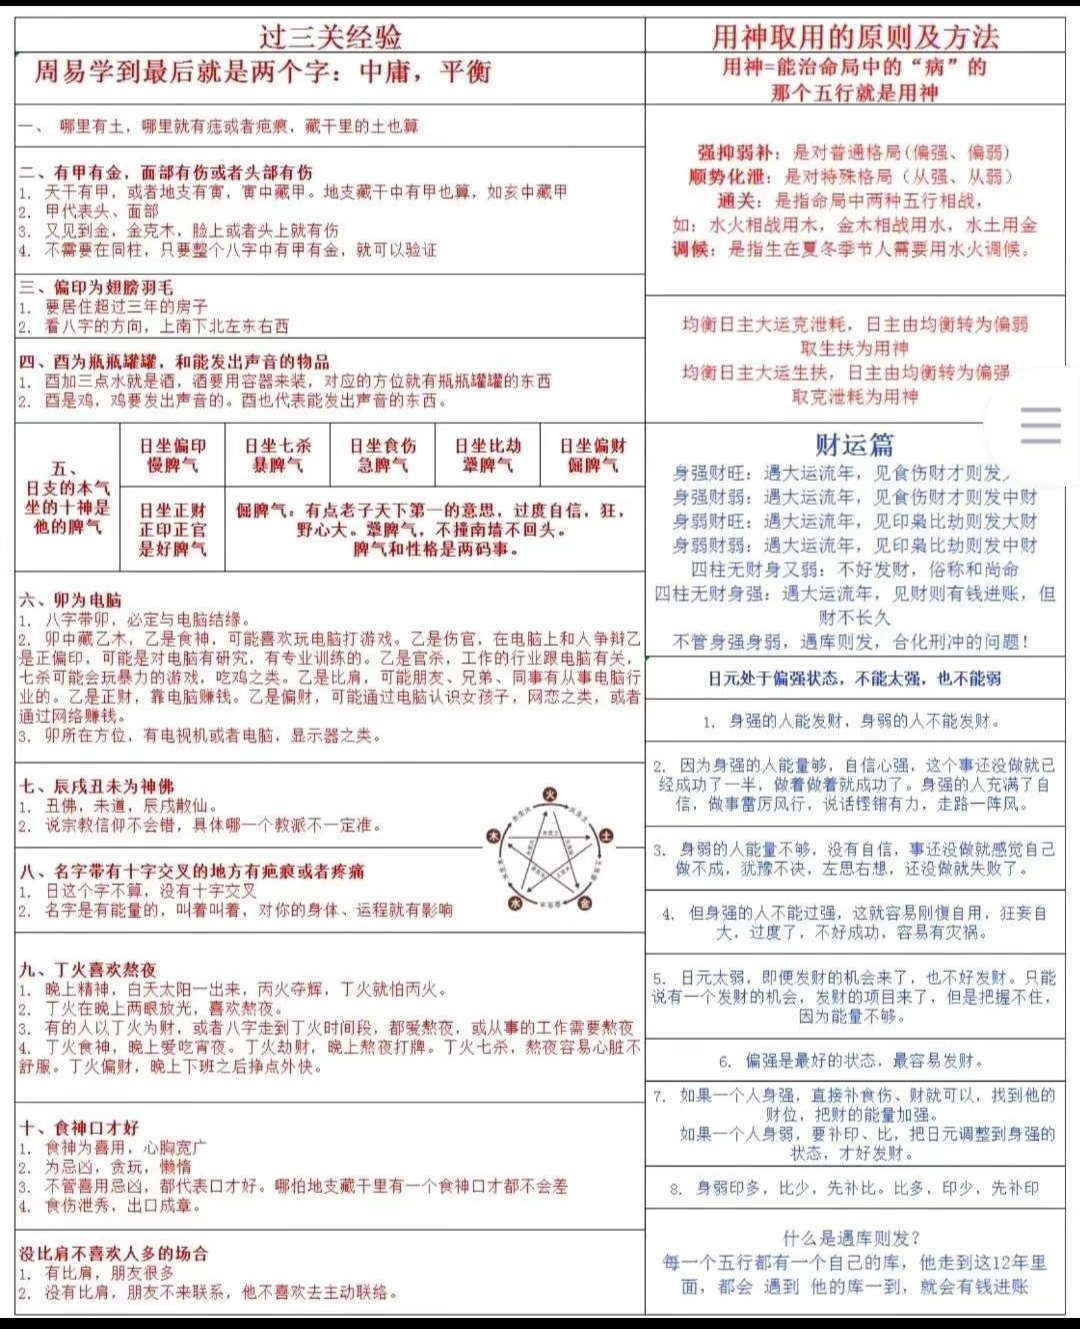 过三关经验
周易学到最后就是两个字：中庸，平衡
一、 哪里有土，哪里就有痣或者疤痕，藏干里的土也算
二、有甲有金，面部有伤或者头部有伤
1. 天干有甲，或者地支有寅，寅中藏甲。地支藏干中有甲也算，如亥中藏甲
2. 甲代表头、面部
3. 又见到金，金克木，脸上或者头上就有伤
4. 不需要在同柱，只要整个八字中有甲有金，就可以验证
三、偏印为翅膀羽毛
1. 要居住超过三年的房子
2. 看八字的方向，上南下北左东右西
四、酉为瓶瓶罐罐，和能发出声音的物品
1. 酉加三点水就是酒，酒要用容器来装，对应的方位就有瓶瓶罐罐的东西
2. 酉是鸡，鸡要发出声音的。酉也代表能发出声音的东西。
五、
日支的本气
坐的十神是
他的脾气
日坐偏印
慢脾气
日坐七杀
暴脾气
日坐食伤
急脾气
日坐比劫
犟脾气
日坐偏财
倔脾气
日坐正财
正印正官
是好脾气
倔脾气：有点老子天下第一的意思，过度自信，狂，
野心大。犟脾气，不撞南墙不回头。
脾气和性格是两码事。
六、卯为电脑
1. 八字带卯，必定与电脑结缘。
2. 卯中藏乙木，乙是食神，可能喜欢玩电脑打游戏。乙是伤官，在电脑上和人争辩乙
是正偏印，可能是对电脑有研究，有专业训练的。乙是官杀，工作的行业跟电脑有关，
七杀可能会玩暴力的游戏，吃鸡之类。乙是比肩，可能朋友、兄弟、同事有从事电脑行
业的。乙是正财，靠电脑赚钱。乙是偏财，可能通过电脑认识女孩子，网恋之类，或者
通过网络赚钱。
3. 卯所在方位，有电视机或者电脑，显示器之类。
七、辰戌丑未为神佛
1. 丑佛，未道，辰戌散仙。
2. 说宗教信仰不会错，具体哪一个教派不一定准。
火
土
金
水
木
八、名字带有十字交叉的地方有疤痕或者疼痛
1. 日这个字不算，没有十字交叉
2. 名字是有能量的，叫着叫着，对你的身体、运程就有影响
九、丁火喜欢熬夜
1. 晚上精神，白天太阳一出来，丙火夺辉，丁火就怕丙火。
2. 丁火在晚上两眼放光，喜欢熬夜。
3. 有的人以丁火为财，或者八字走到丁火时间段，都爱熬夜，或从事的工作需要熬夜
4. 丁火食神，晚上爱吃宵夜。丁火劫财，晚上熬夜打牌。丁火七杀，熬夜容易心脏不
舒服。丁火偏财，晚上下班之后挣点外快。
十、食神口才好
1. 食神为喜用，心胸宽广
2. 为忌凶，贪玩，懒惰
3. 不管喜用忌凶，都代表口才好。哪怕地支藏干里有一个食神口才都不会差
4. 食伤泄秀，出口成章。
没比肩不喜欢人多的场合
1. 有比肩，朋友很多
2. 没有比肩，朋友不来联系，他不喜欢去主动联络。
用神取用的原则及方法
用神=能治命局中的“病”的
那个五行就是用神
强抑弱补：是对普通格局(偏强、偏弱)
顺势化泄：是对特殊格局（从强、从弱）
通关：是指命局中两种五行相战，
如：水火相战用木，金木相战用水，水土用金
调候：是指生在夏冬季节人需要用水火调候。
均衡日主大运克泄耗，日主由均衡转为偏弱
取生扶为用神
均衡日主大运生扶，日主由均衡转为偏强
取克泄耗为用神
财运篇
身强财旺：遇大运流年，见食伤财才则发
身强财弱：遇大运流年，见食伤财才则发中财
身弱财旺：遇大运流年，见印枭比劫则发大财
身弱财弱：遇大运流年，见印枭比劫则发中财
四柱无财身又弱：不好发财，俗称和尚命
四柱无财身强：遇大运流年，见财则有钱进账，但
财不长久
不管身强身弱，遇库则发，合化刑冲的问题！
日元处于偏强状态，不能太强，也不能弱
1. 身强的人能发财，身弱的人不能发财。
2. 因为身强的人能量够，自信心强，这个事还没做就已
经成功了一半，做着做着就成功了。身强的人充满了自
信，做事雷厉风行，说话铿锵有力，走路一阵风。
3. 身弱的人能量不够，没有自信，事还没做就感觉自己
做不成，犹豫不决，左思右想，还没做就失败了。
4. 但身强的人不能过强，这就容易刚愎自用，狂妄自
大，过度了，不好成功，容易有灾祸。
5. 日元太弱，即便发财的机会来了，也不好发财。只能
说有一个发财的机会，发财的项目来了，但是把握不住，
因为能量不够。
6. 偏强是最好的状态，最容易发财。
7. 如果一个人身强，直接补食伤、财就可以，找到他的
财位，把财的能量加强。
如果一个人身弱，要补印、比，把日元调整到身强的
状态，才好发财。
8. 身弱印多，比少，先补比。比多，印少，先补印
什么是遇库则发？
每一个五行都有一个自己的库，他走到这12年里
面，都会 遇到 他的库一到，就会有钱进账